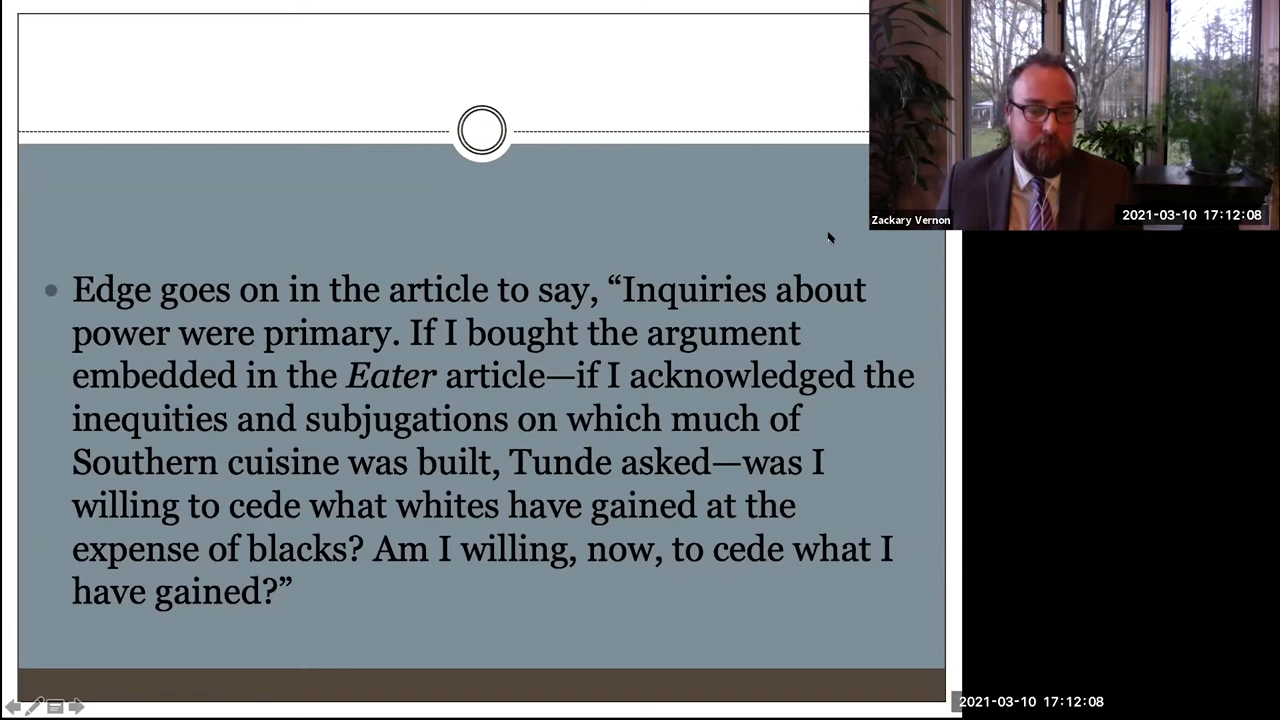 Zackary Vernon
2021-03-10 17:12:08
Edge goes on in the article to say, “Inquiries about
power were primary. If I bought the argument
embedded in the Eater article—if I acknowledged the
inequities and subjugations on which much of
Southern cuisine was built, Tunde asked—was I
willing to cede what whites have gained at the
expense of blacks? Am I willing, now, to cede what I
have gained?”
2021-03-10 17:12:08